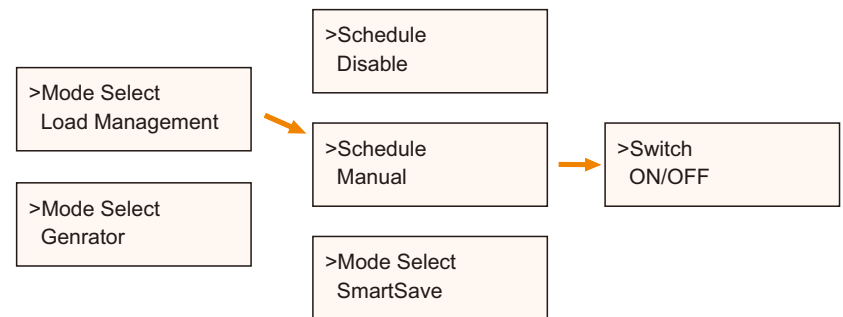 >Mode Select
Load Management
>Mode Select
Genrator
>Schedule
Disable
>Schedule
Manual
>Mode Select
SmartSave
>Switch
ON/OFF